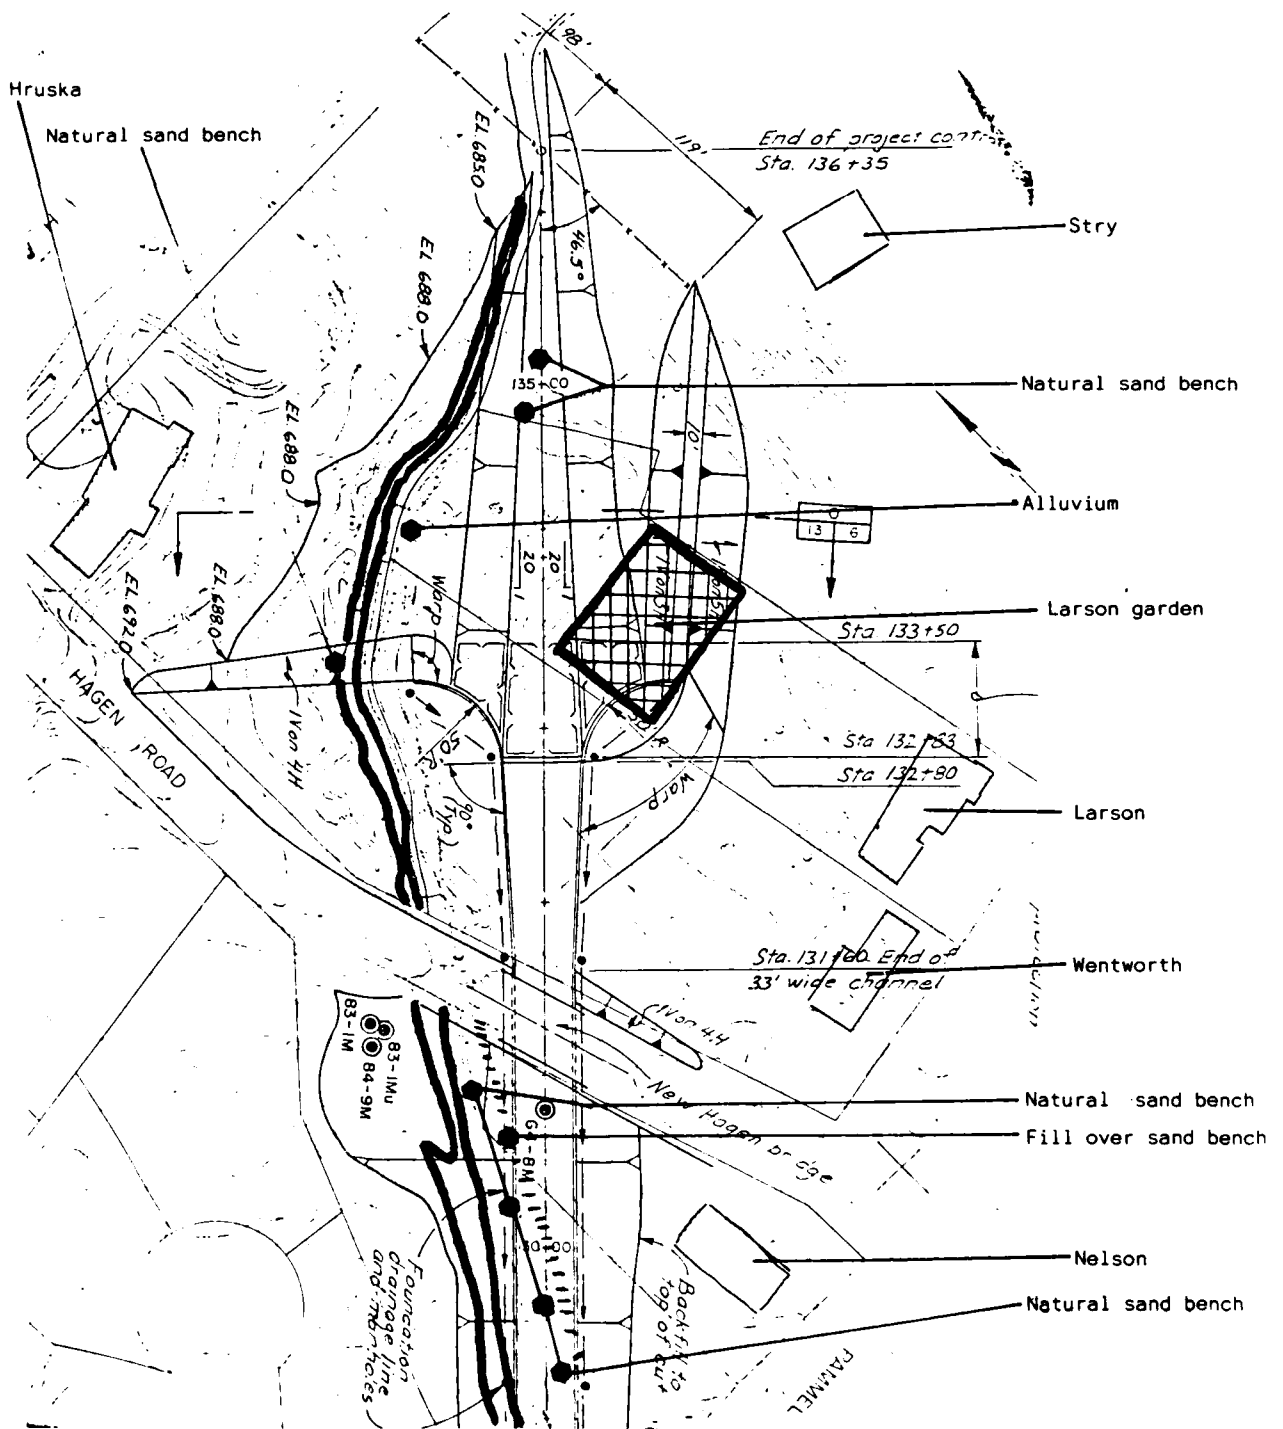 98'
Hruska
Natural sand bench
119'
End of project
Sta. 136+35
EL 685.0
Stry
46.5°
EL 688.0
Natural sand bench
135+00
10'
EL 688.0
Alluvium
13 6
20 20
Warp
EL 688.0
EL 692.0
Larson garden
Sta. 133+50
HAGEN ROAD
1V on 4H
50' R.
90°
(Typ)
Sta 132+83
Sta 132+80
Warp
Larson
Sta. 131+60 End of
33' wide channel
Wentworth
1V on 4H
83-1M
83-1MU
84-9M
New Hagen bridge
Natural sand bench
Fill over sand bench
Nelson
Natural sand bench
Foundation
drainage line
and manholes
Backfill to
top of cut
PAMMEL